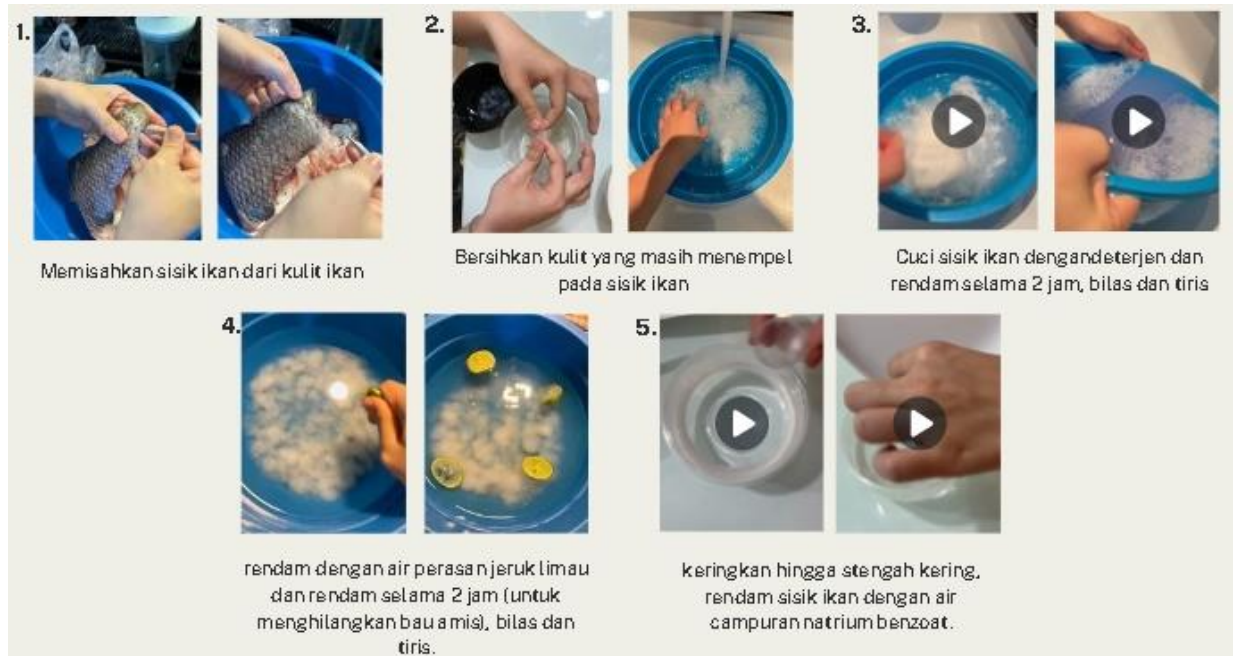 1.
Memisahkan sisik ikan dari kulit ikan
2.
Bersihkan kulit yang masih menempel
pada sisik ikan
3.
Cuci sisik ikan dengandeterjen dan
rendam selama 2 jam, bilas dan tiris
4.
rendam dengan air perasan jeruk limau
dan rendam selama 2 jam (untuk
menghilangkan bau amis), bilas dan
tiris.
5.
keringkan hingga stengah kering,
rendam sisik ikan dengan air
campuran natrium benzoat.